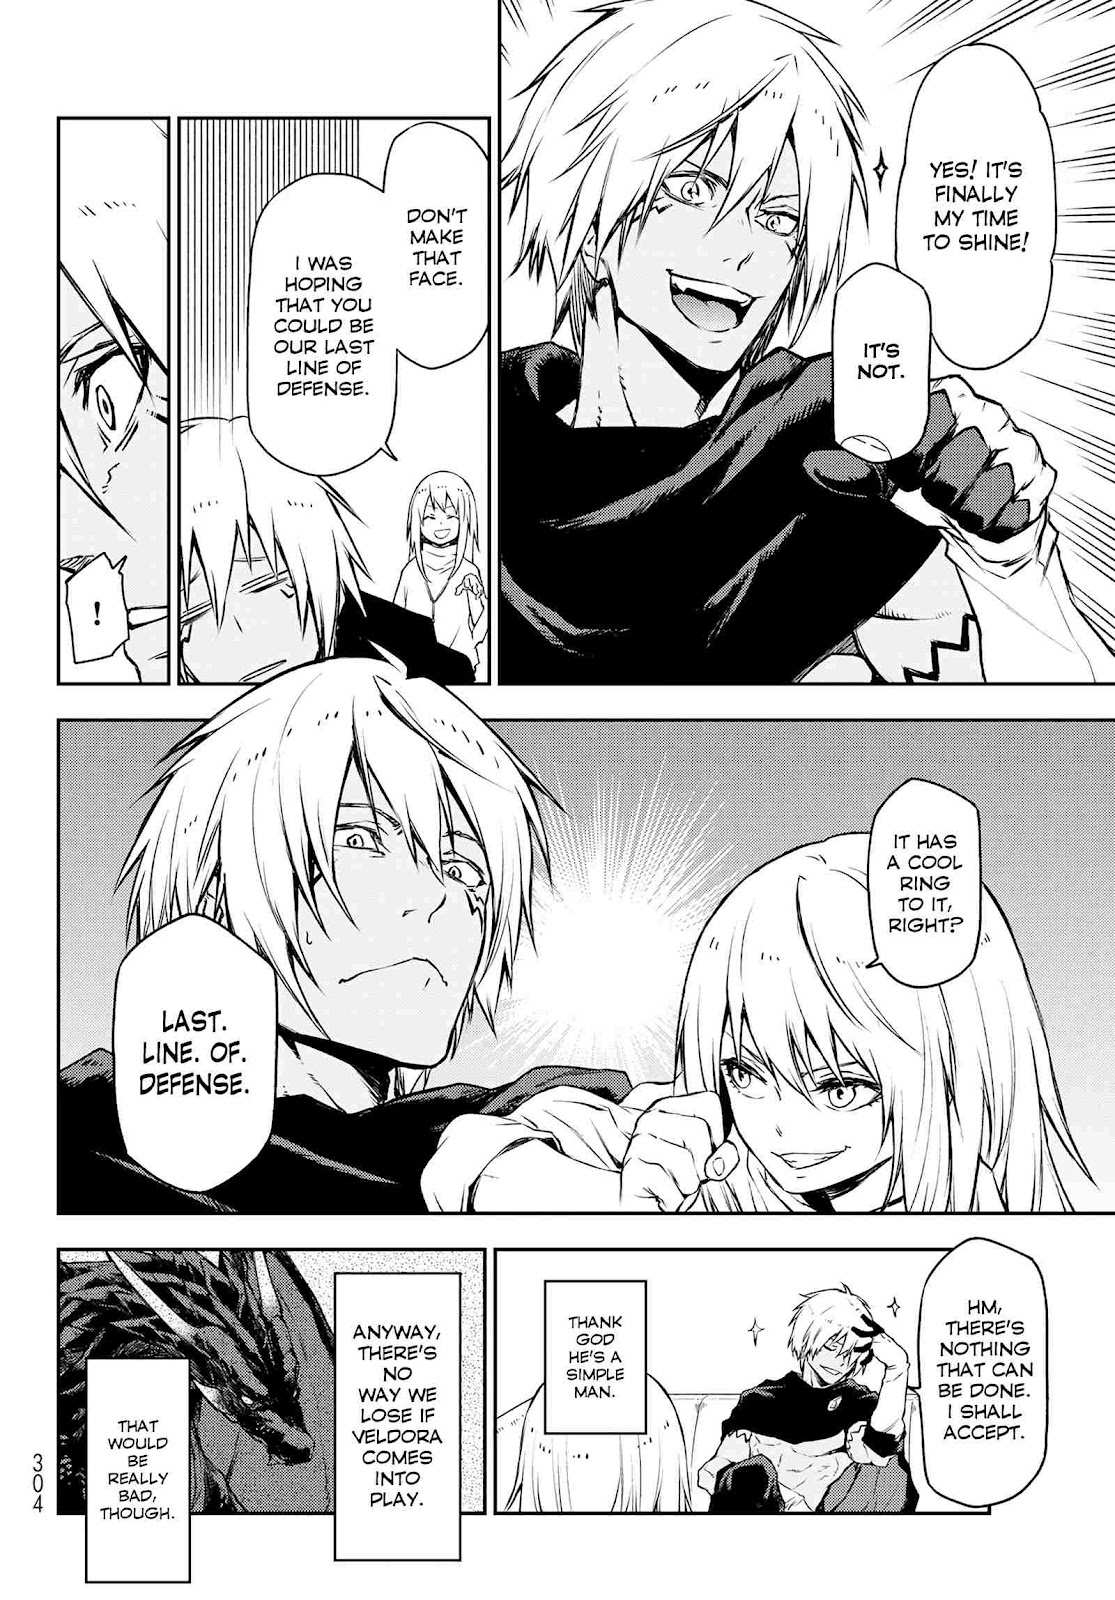 YES! IT'S
FINALLY
MY TIME
TO SHINE!
IT'S
NOT.
DON'T
MAKE
THAT
FACE.
I WAS
HOPING
THAT YOU
COULD BE
OUR LAST
LINE OF
DEFENSE.
!
IT HAS
A COOL
RING
TO IT,
RIGHT?
LAST.
LINE. OF.
DEFENSE.
HM,
THERE'S
NOTHING
THAT CAN
BE DONE.
I SHALL
ACCEPT.
THANK
GOD
HE'S A
SIMPLE
MAN.
ANYWAY,
THERE'S
NO
WAY WE
LOSE IF
VELDORA
COMES
INTO
PLAY.
THAT
WOULD
BE
REALLY
BAD,
THOUGH.
304